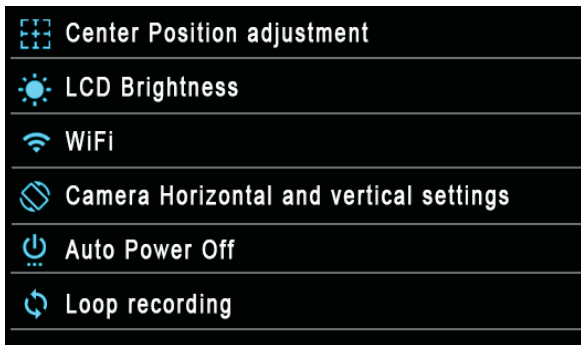 Center Position adjustment
LCD Brightness
WiFi
Camera Horizontal and vertical settings
Auto Power Off
Loop recording